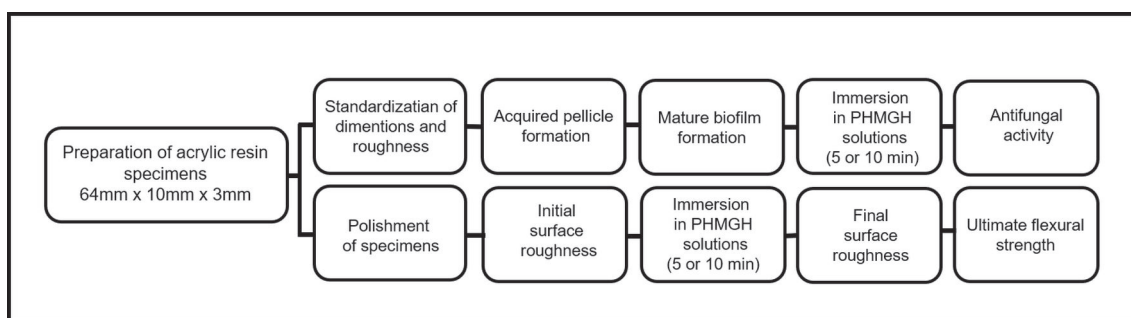 Preparation of acrylic resin
specimens
64mm x 10mm x 3mm
Standardization of
dimentions and
roughness
Acquired pellicle
formation
Mature biofilm
formation
Immersion
in PHMGH
solutions
(5 or 10 min)
Antifungal
activity
Polishment
of specimens
Initial
surface
roughness
Immersion
in PHMGH
solutions
(5 or 10 min)
Final
surface
roughness
Ultimate flexural
strength